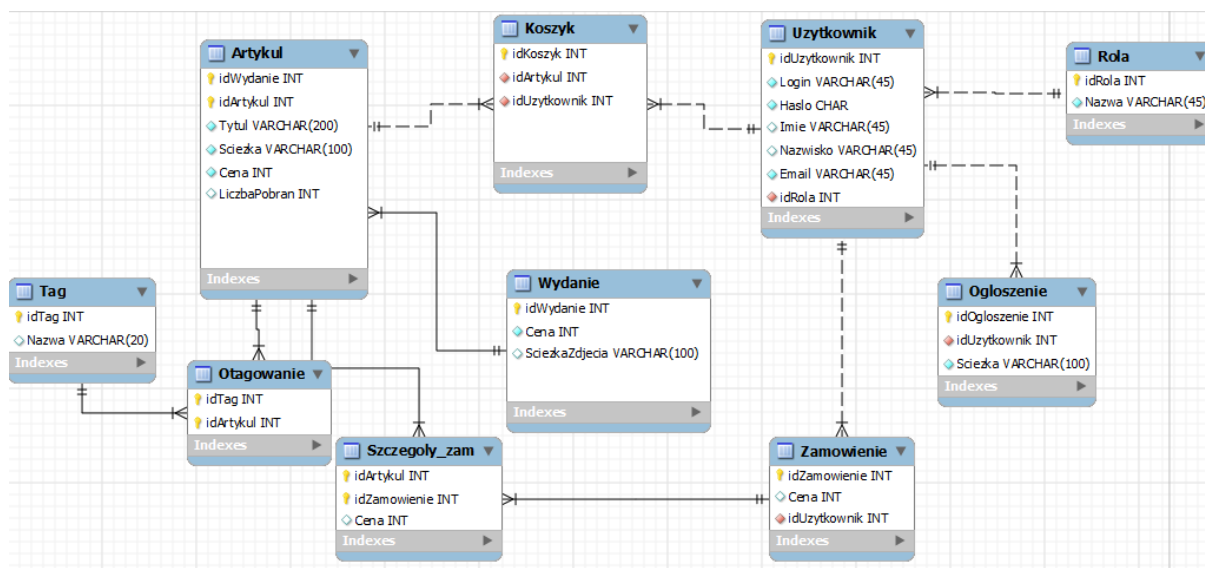 Artykul
idWydanie INT
idArtykul INT
Tytul VARCHAR(200)
Sciezka VARCHAR(100)
Cena INT
LiczbaPobran INT
Indexes
Koszyk
idKoszyk INT
idArtykul INT
idUzytkownik INT
Indexes
Uzytkownik
idUzytkownik INT
Login VARCHAR(45)
Haslo CHAR
Imie VARCHAR(45)
Nazwisko VARCHAR(45)
Email VARCHAR(45)
idRola INT
Indexes
Rola
idRola INT
Nazwa VARCHAR(45)
Indexes
Tag
idTag INT
Nazwa VARCHAR(20)
Indexes
Otagowanie
idTag INT
idArtykul INT
Indexes
Wydanie
idWydanie INT
Cena INT
SciezkaZdjecia VARCHAR(100)
Indexes
Ogloszenie
idOgloszenie INT
idUzytkownik INT
Sciezka VARCHAR(100)
Indexes
Szczegoly_zam
idArtykul INT
idZamowienie INT
Cena INT
Indexes
Zamowienie
idZamowienie INT
Cena INT
idUzytkownik INT
Indexes